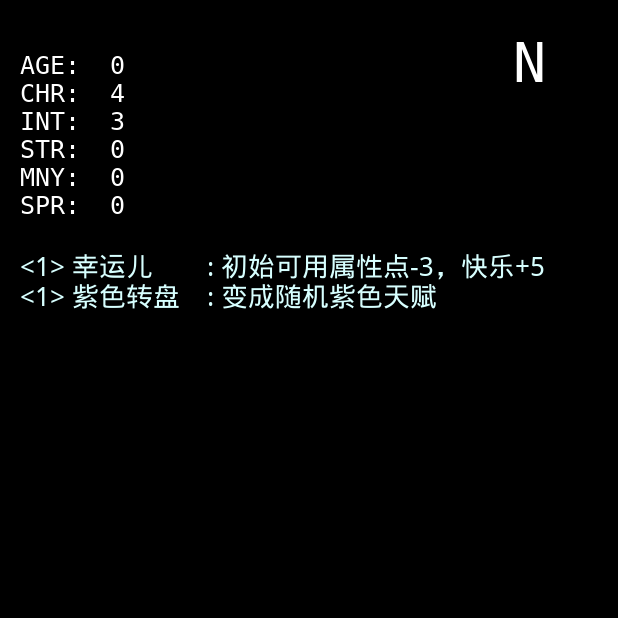 N
AGE: 0
CHR: 4
INT: 3
STR: 0
MNY: 0
SPR: 0
<1> 幸运儿 : 初始可用属性点-3，快乐+5
<1> 紫色转盘 : 变成随机紫色天赋